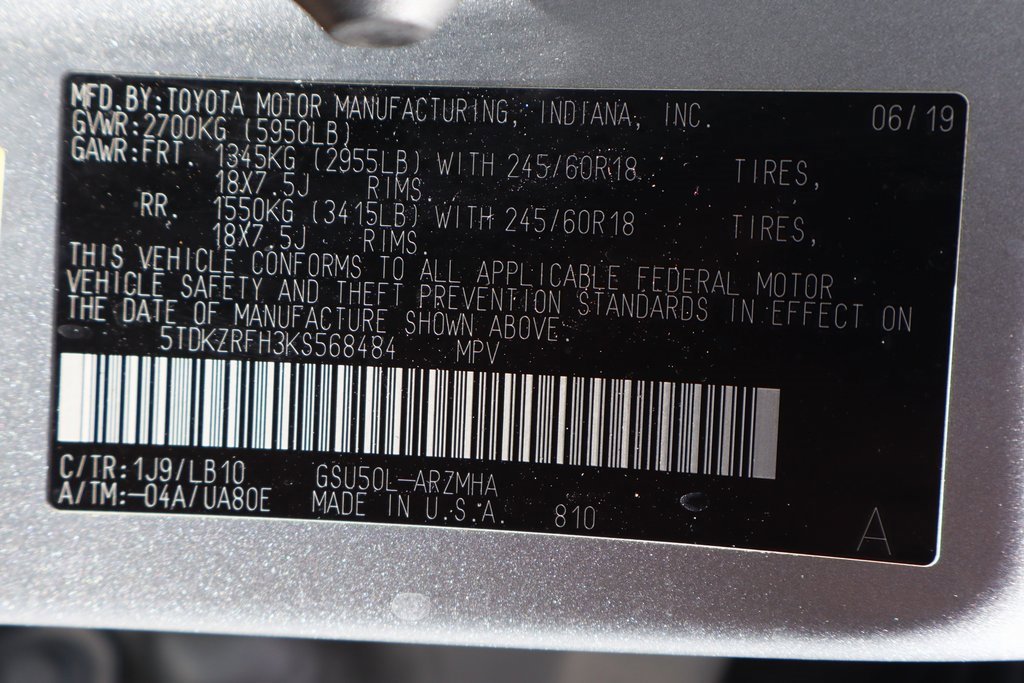 MFD.BY:TOYOTA MOTOR MANUFACTURING, INDIANA, INC. 06/19
GVWR:2700KG (5950LB)
GAWR:FRT. 1345KG (2955LB) WITH 245/60R18 TIRES,
18X7.5J RIMS.
RR. 1550KG (3415LB) WITH 245/60R18 TIRES,
18X7.5J RIMS.
THIS VEHICLE CONFORMS TO ALL APPLICABLE FEDERAL MOTOR
VEHICLE SAFETY AND THEFT PREVENTION STANDARDS IN EFFECT ON
THE DATE OF MANUFACTURE SHOWN ABOVE.
5TDKZRFH3KS568484 MPV
C/TR:1J9/LB10 GSU50L-ARZMHA
A/TM:-04A/UA80E MADE IN U.S.A. 810 A